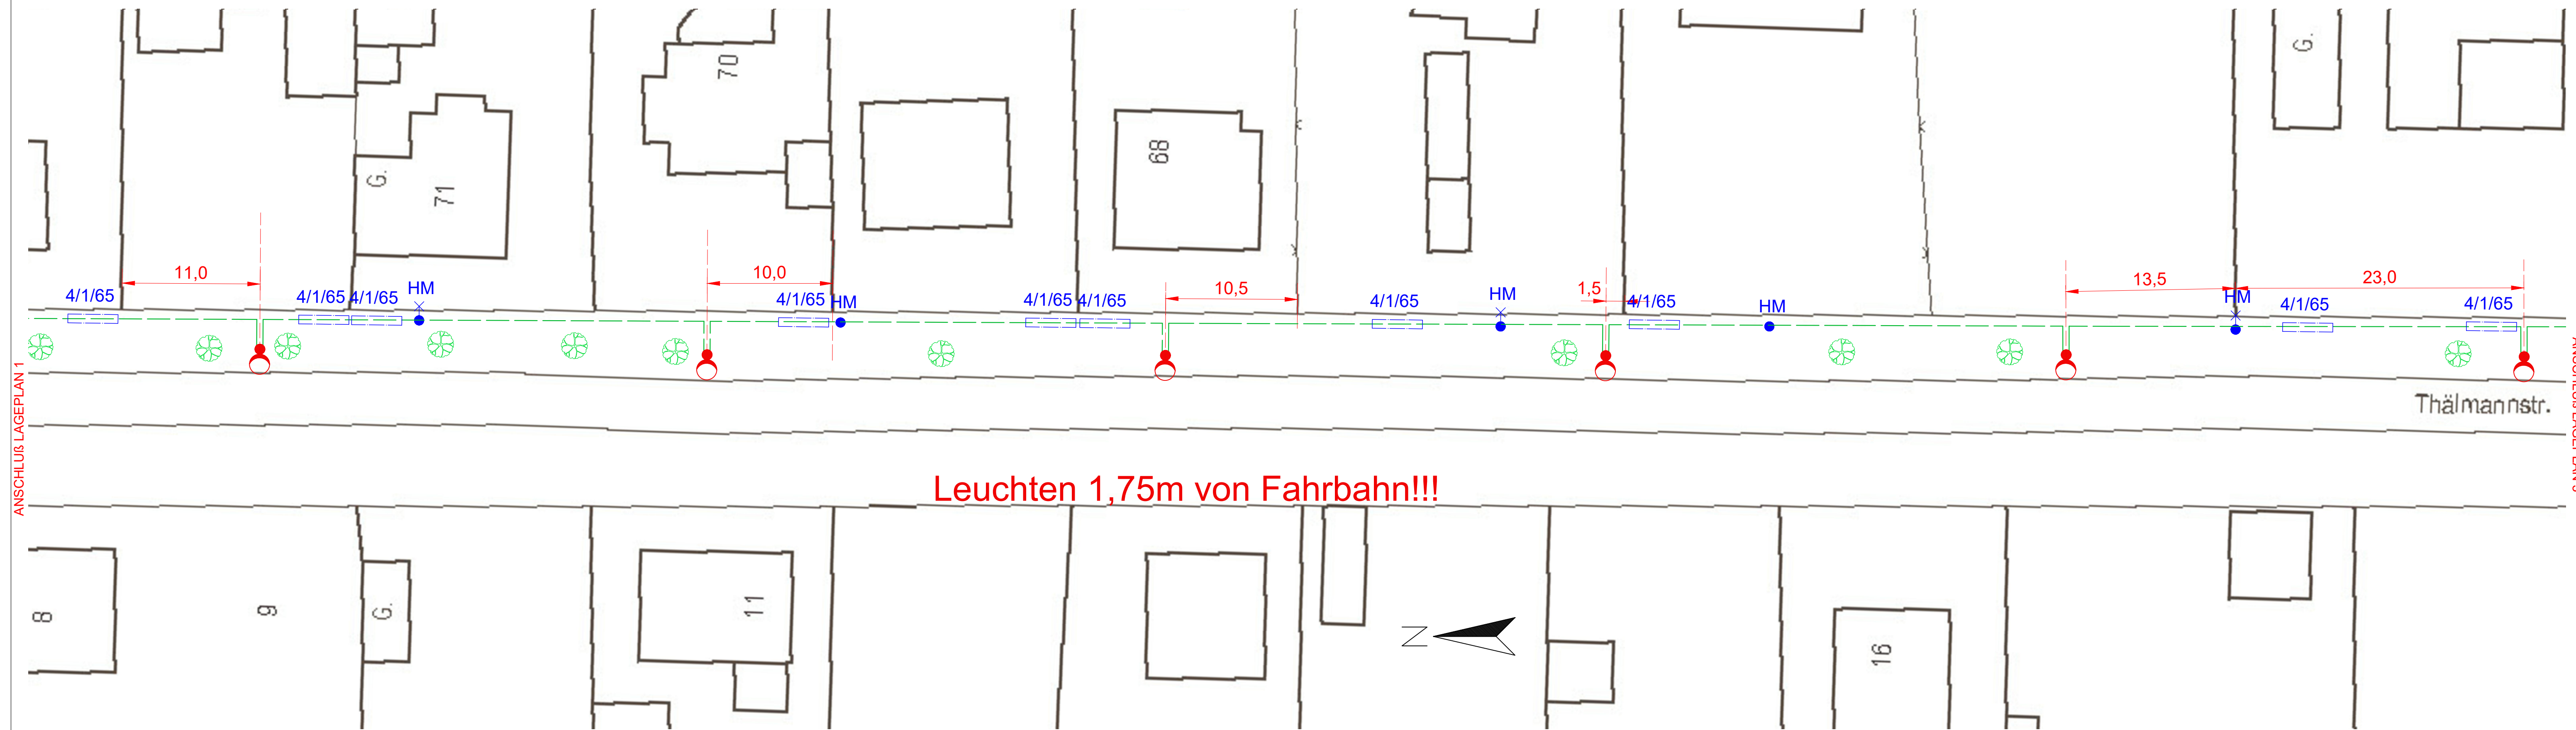 G.
70
68
G.
71
11,0
10,0
10,5
1,5
13,5
23,0
4/1/65
4/1/65
4/1/65
HM
4/1/65
HM
4/1/65
4/1/65
4/1/65
HM
4/1/65
HM
HM
4/1/65
4/1/65
ANSCHLUß LAGEPLAN 1
Thälmannstr.
Leuchten 1,75m von Fahrbahn!!!
8
9
G.
11
N
16